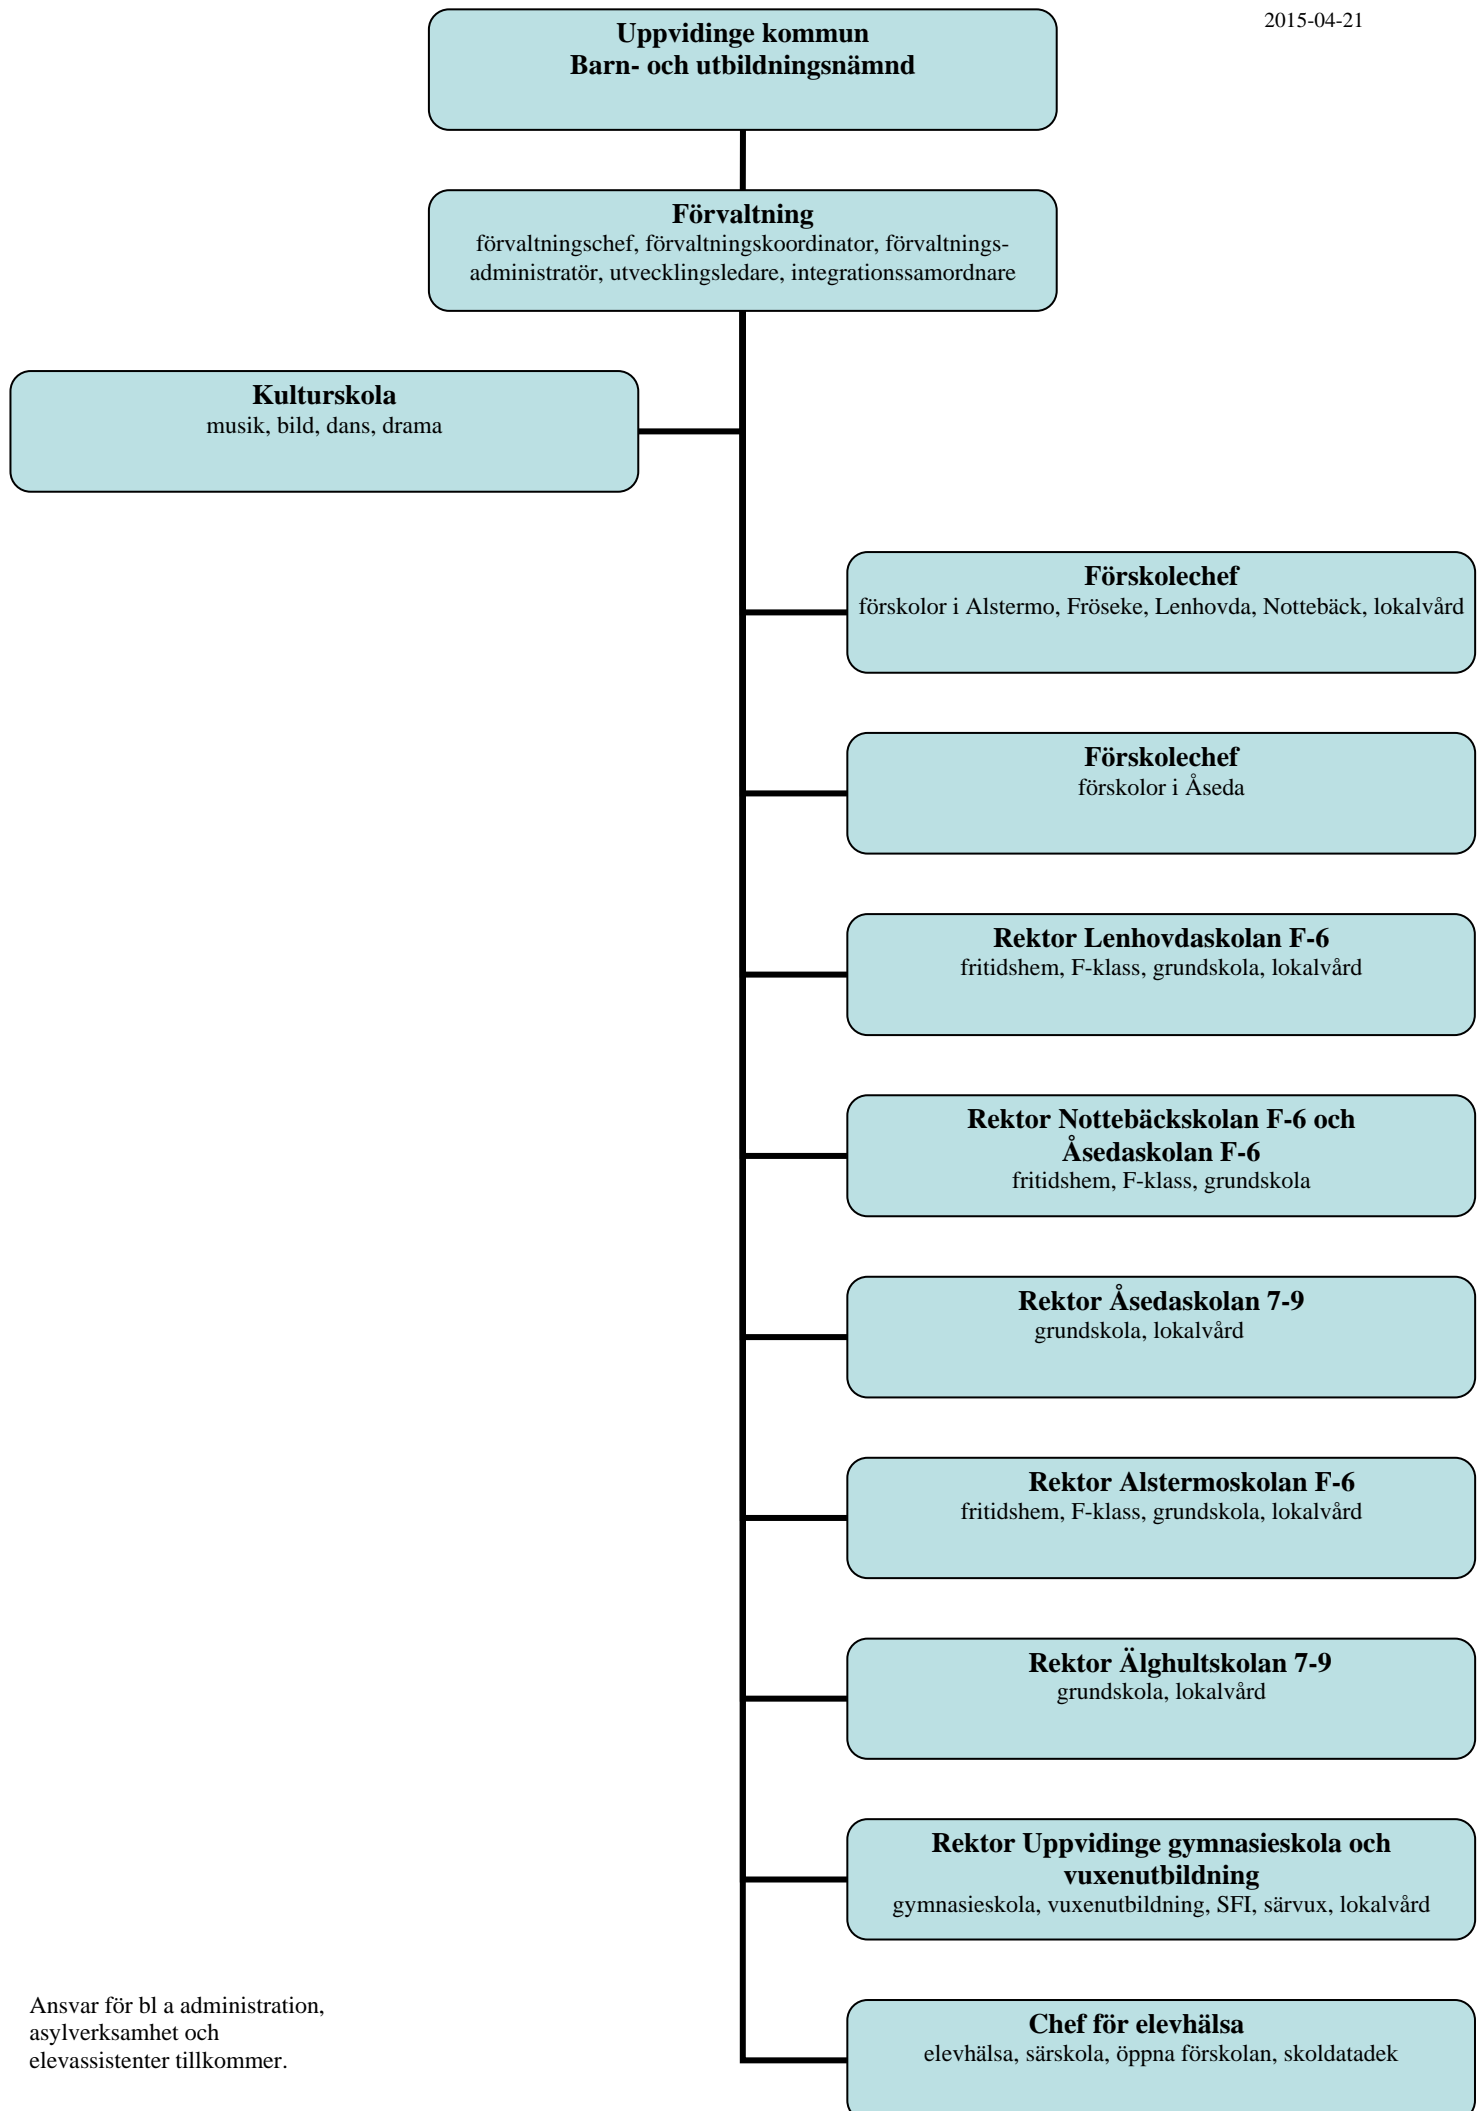 2015-04-21
Uppvidinge kommun
Barn- och utbildningsnämnd
Förvaltning
förvaltningschef, förvaltningskoordinator, förvaltnings-
administratör, utvecklingsledare, integrationssamordnare
Kulturskola
musik, bild, dans, drama
Förskolechef
förskolor i Alstermo, Fröseke, Lenhovda, Nottebäck, lokalvård
Förskolechef
förskolor i Åseda
Rektor Lenhovdaskolan F-6
fritidshem, F-klass, grundskola, lokalvård
Rektor Nottebäckskolan F-6 och
Åsedaskolan F-6
fritidshem, F-klass, grundskola
Rektor Åsedaskolan 7-9
grundskola, lokalvård
Rektor Alstermoskolan F-6
fritidshem, F-klass, grundskola, lokalvård
Rektor Älghultskolan 7-9
grundskola, lokalvård
Rektor Uppvidinge gymnasieskola och
vuxenutbildning
gymnasieskola, vuxenutbildning, SFI, särvux, lokalvård
Chef för elevhälsa
elevhälsa, särskola, öppna förskolan, skoldatadek
Ansvar för bl a administration,
asylverksamhet och
elevassistenter tillkommer.